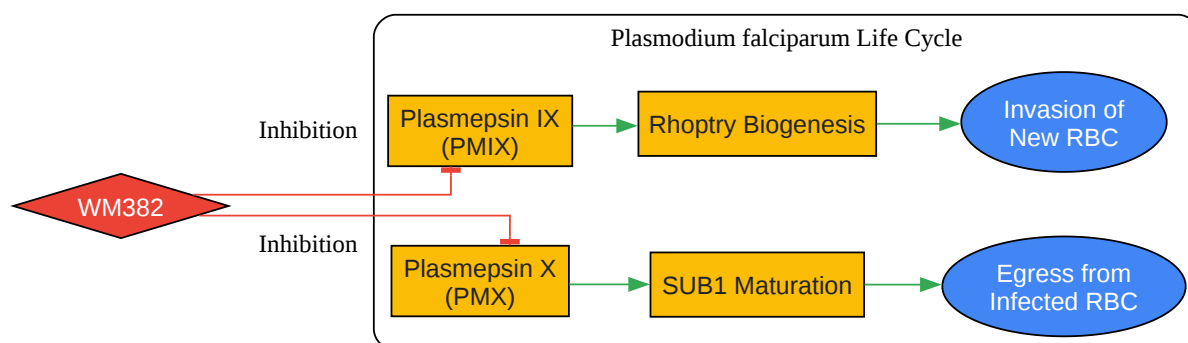 Plasmodium falciparum Life Cycle
Inhibition
Plasmepsin IX
(PMIX)
Rhoptry Biogenesis
Invasion of
New RBC
WM382
Inhibition
Plasmepsin X
(PMX)
SUB1 Maturation
Egress from
Infected RBC